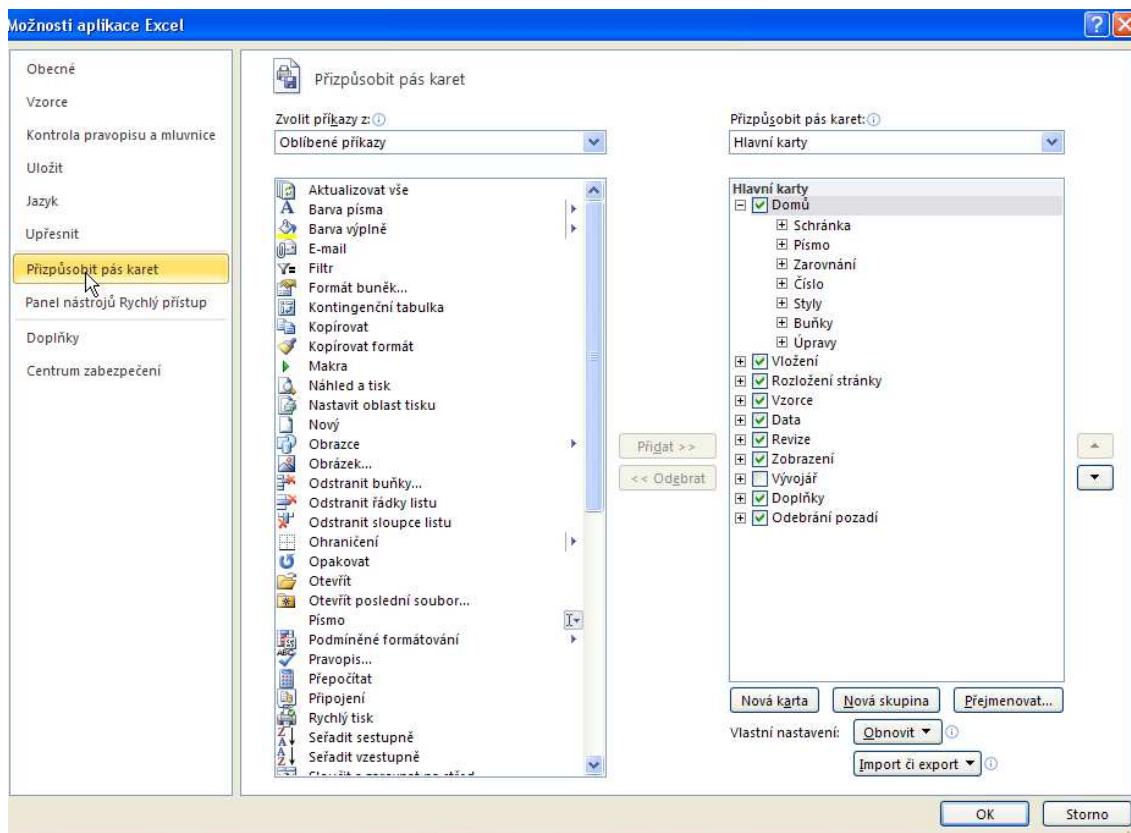 Možnosti aplikace Excel
Obecné
Vzorce
Kontrola pravopisu a mluvnice
Uložit
Jazyk
Upřesnit
Přizpůsobit pás karet
Panel nástrojů Rychlý přístup
Doplňky
Centrum zabezpečení
Přizpůsobit pás karet
Zvolit příkazy z:
Oblíbené příkazy
Aktualizovat vše
Barva písma
Barva výplně
E-mail
Filtr
Formát buněk...
Kontingenční tabulka
Kopírovat
Kopírovat formát
Makra
Náhled a tisk
Nastavit oblast tisku
Nový
Obrazce
Obrázek...
Odstranit buňky...
Odstranit řádky listu
Odstranit sloupce listu
Ohraničení
Opakovat
Otevřít
Otevřít poslední soubor...
Písmo
Podmíněné formátování
Pravopis...
Přepočítat
Připojení
Rychlý tisk
Seřadit sestupně
Seřadit vzestupně
Přidat >>
<< Odebrat
Přizpůsobit pás karet:
Hlavní karty
Hlavní karty
Domů
Schránka
Písmo
Zarovnání
Číslo
Styly
Buňky
Úpravy
Vložení
Rozložení stránky
Vzorce
Data
Revize
Zobrazení
Vývojář
Doplňky
Odebrání pozadí
Nová karta
Nová skupina
Přejmenovat...
Vlastní nastavení:
Obnovit
Import či export
OK
Storno